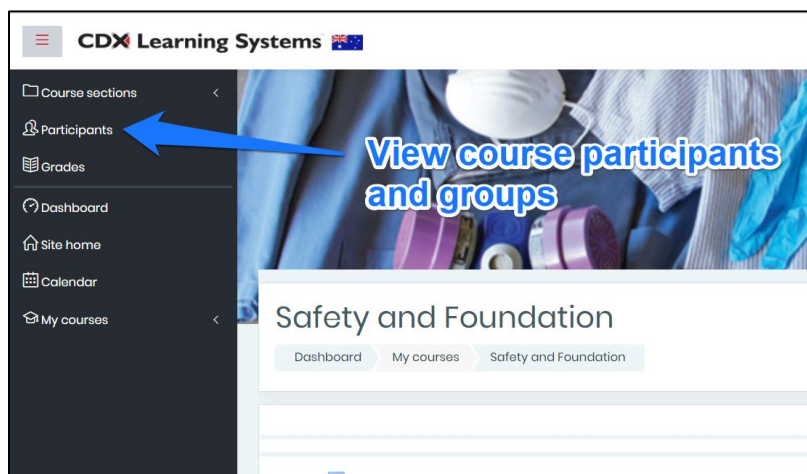 CDX Learning Systems
Course sections
Participants
Grades
Dashboard
Site home
Calendar
My courses
View course participants
and groups
Safety and Foundation
Dashboard
My courses
Safety and Foundation